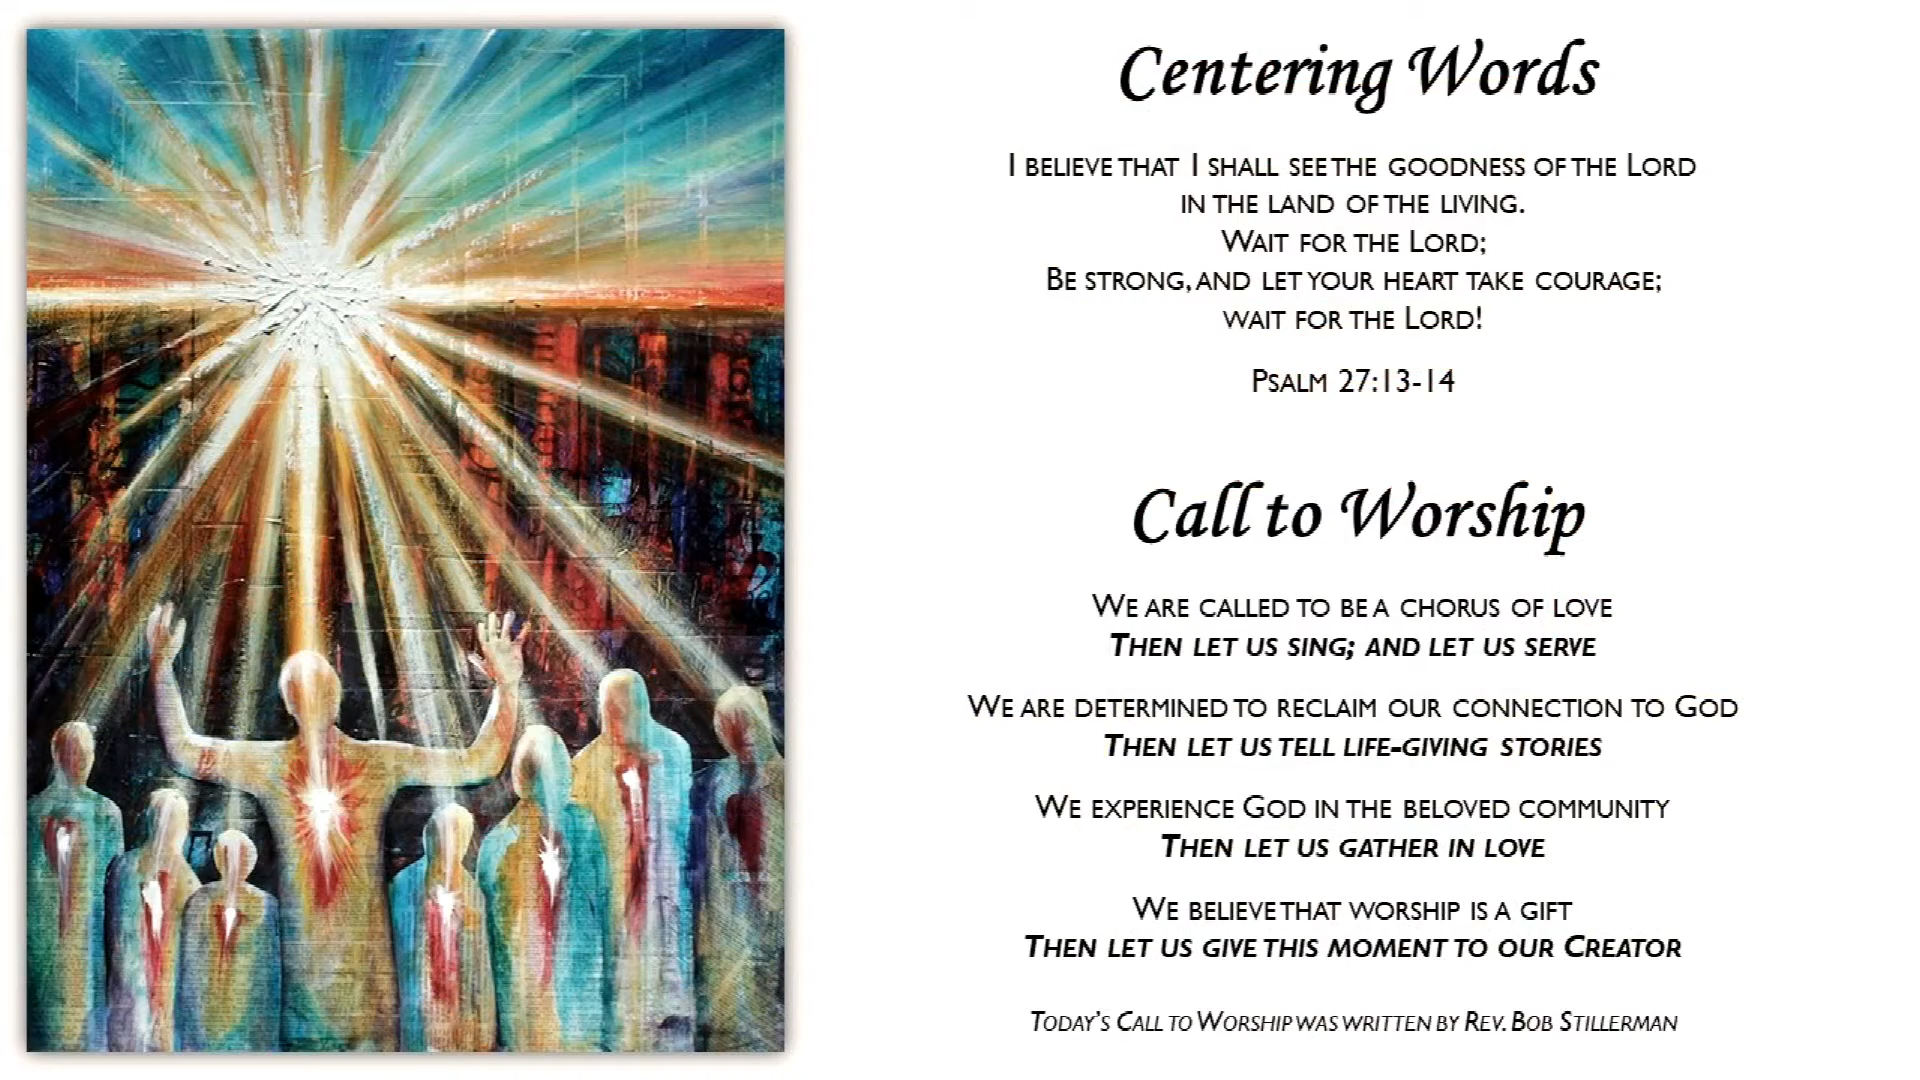 Centering Words
I believe that I shall see the goodness of the Lord
in the land of the living.
Wait for the Lord;
Be strong, and let your heart take courage;
wait for the Lord!
Psalm 27:13-14
Call to Worship
We are called to be a chorus of love
Then let us sing; and let us serve
We are determined to reclaim our connection to God
Then let us tell life-giving stories
We experience God in the beloved community
Then let us gather in love
We believe that worship is a gift
Then let us give this moment to our Creator
Today's Call to Worship was written by Rev. Bob Stillerman